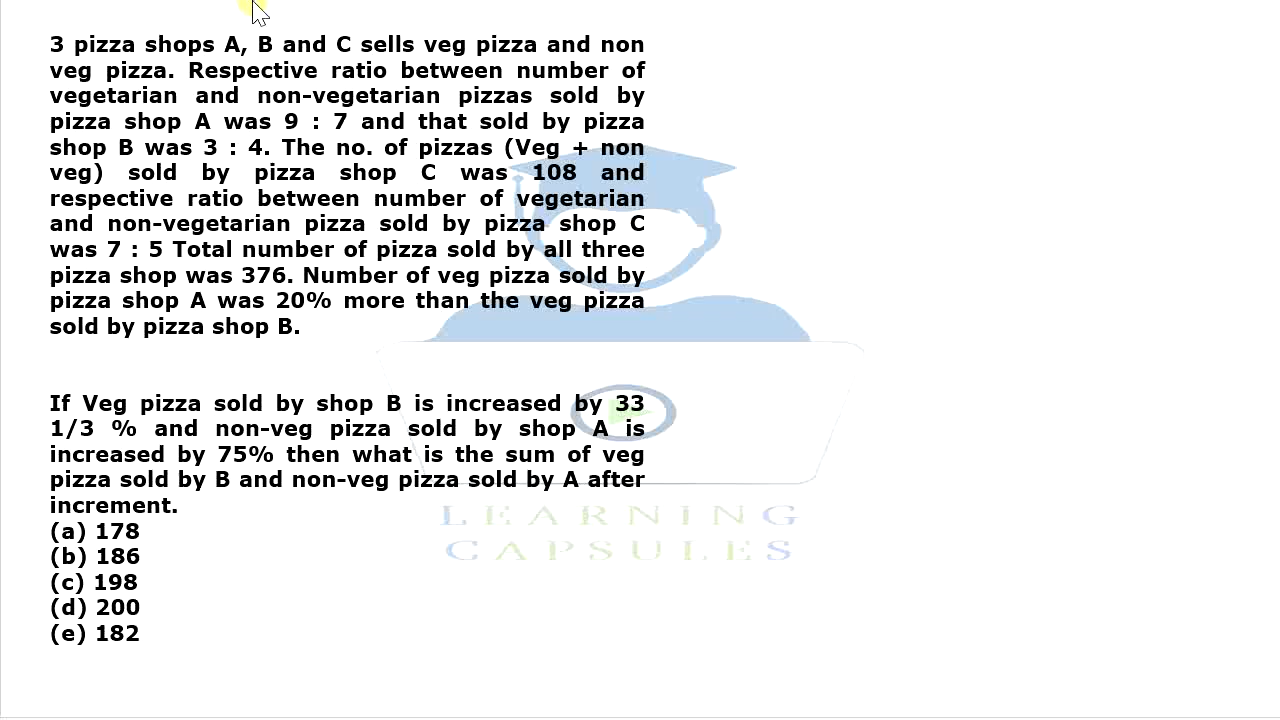 3 pizza shops A, B and C sells veg pizza and non
veg pizza. Respective ratio between number of
vegetarian and non-vegetarian pizzas sold by
pizza shop A was 9 : 7 and that sold by pizza
shop B was 3 : 4. The no. of pizzas (Veg + non
veg) sold by pizza shop C was 108 and
respective ratio between number of vegetarian
and non-vegetarian pizza sold by pizza shop C
was 7 : 5 Total number of pizza sold by all three
pizza shop was 376. Number of veg pizza sold by
pizza shop A was 20% more than the veg pizza
sold by pizza shop B.
If Veg pizza sold by shop B is increased by 33
1/3 % and non-veg pizza sold by shop A is
increased by 75% then what is the sum of veg
pizza sold by B and non-veg pizza sold by A after
increment.
(a) 178
(b) 186
(c) 198
(d) 200
(e) 182
LEARNING
CAPSULES